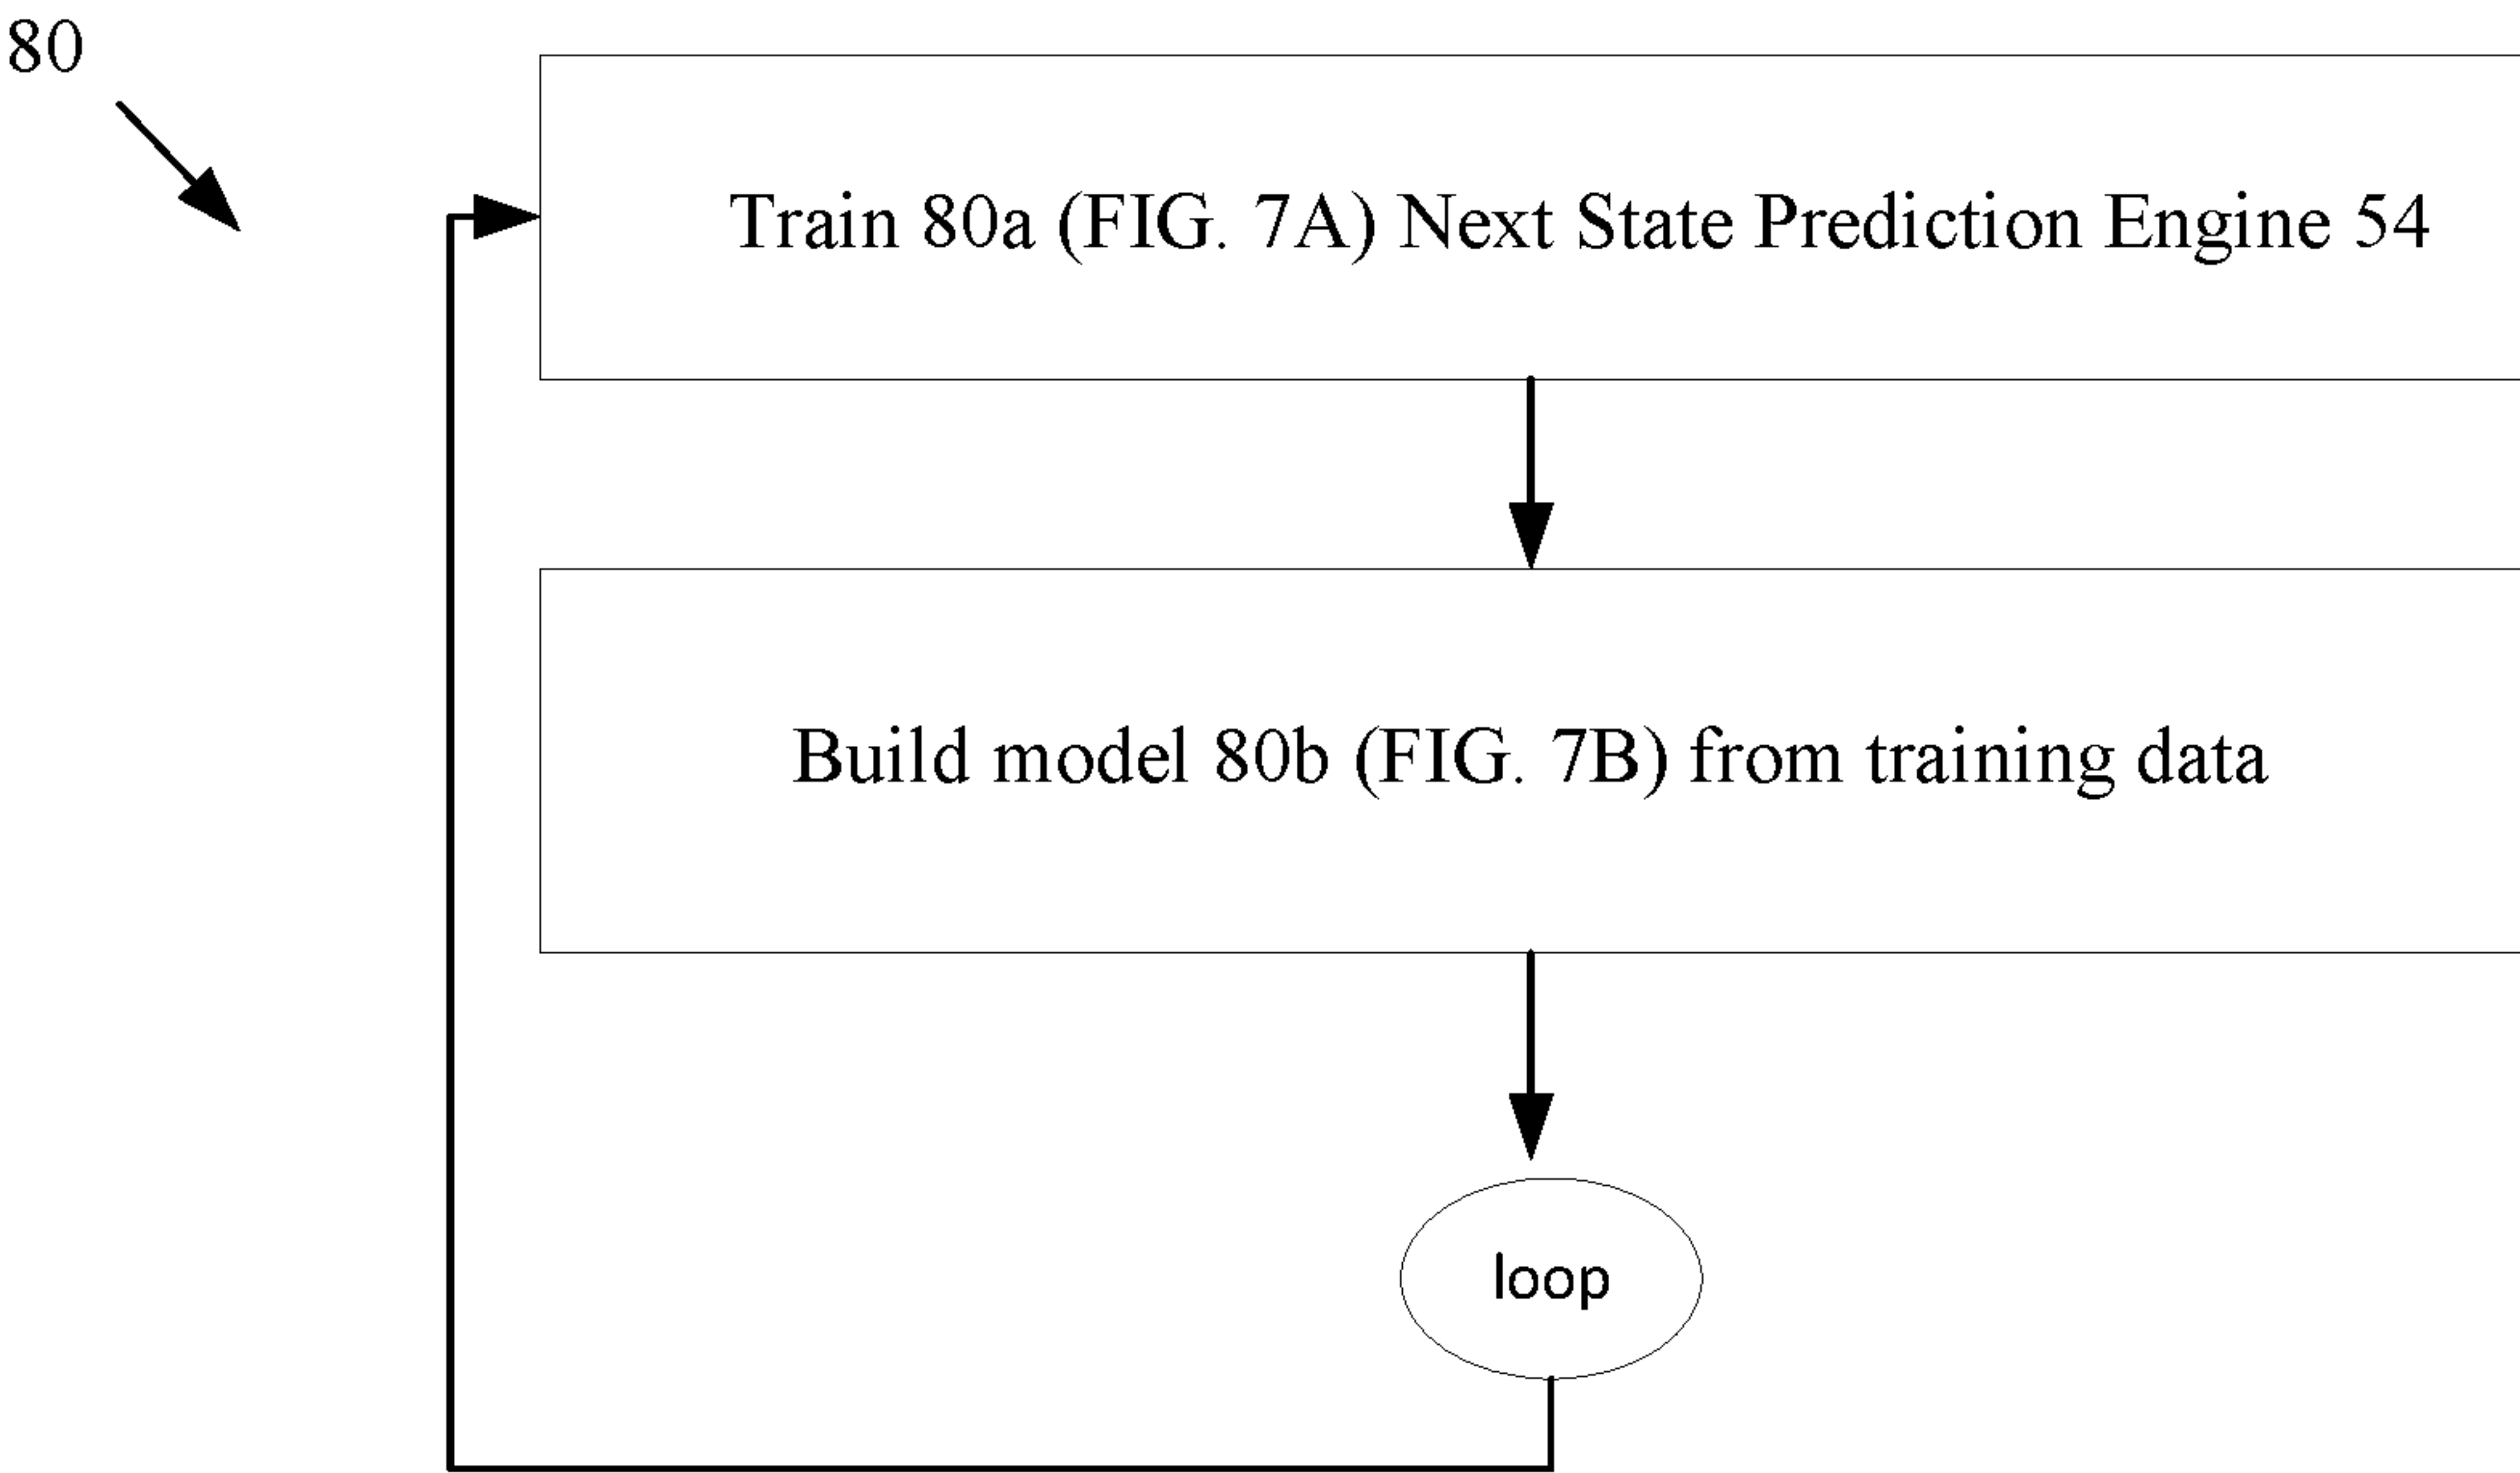 80
Train 80a (FIG. 7A) Next State Prediction Engine 54
Build model 80b (FIG. 7B) from training data
loop